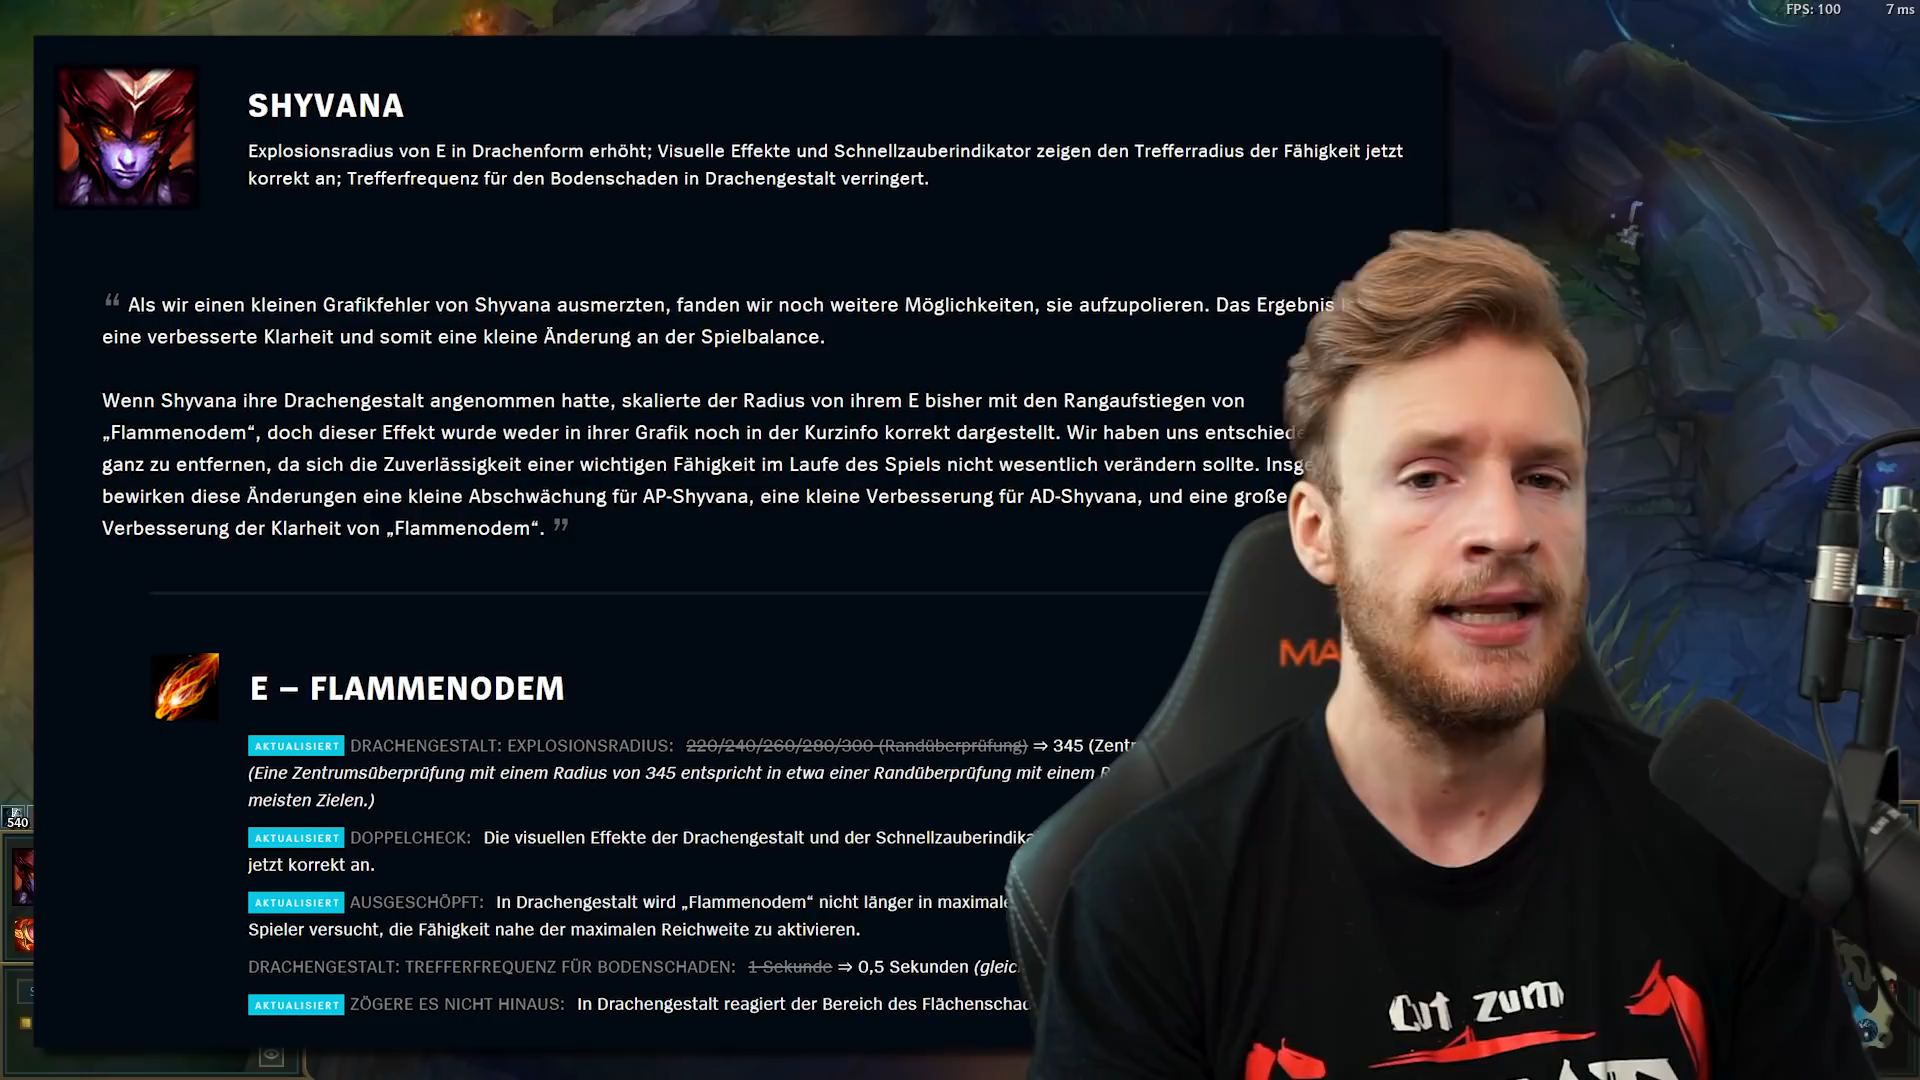 FPS: 100 7 ms
SHYVANA
Explosionsradius von E in Drachenform erhöht; Visuelle Effekte und Schnellzauberindikator zeigen den Trefferradius der Fähigkeit jetzt
korrekt an; Trefferfrequenz für den Bodenschaden in Drachengestalt verringert.
“ Als wir einen kleinen Grafikfehler von Shyvana ausmerzten, fanden wir noch weitere Möglichkeiten, sie aufzupolieren. Das Ergebnis
eine verbesserte Klarheit und somit eine kleine Änderung an der Spielbalance.
Wenn Shyvana ihre Drachengestalt angenommen hatte, skalierte der Radius von ihrem E bisher mit den Rangaufstiegen von
„Flammenodem“, doch dieser Effekt wurde weder in ihrer Grafik noch in der Kurzinfo korrekt dargestellt. Wir haben uns
ganz zu entfernen, da sich die Zuverlässigkeit einer wichtigen Fähigkeit im Laufe des Spiels nicht wesentlich verändern sollte.
bewirken diese Änderungen eine kleine Abschwächung für AP-Shyvana, eine kleine Verbesserung für AD-Shyvana, und eine große
Verbesserung der Klarheit von „Flammenodem“. ”
E – FLAMMENODEM
AKTUALISIERT DRACHENGESTALT: EXPLOSIONSRADIUS: 220/240/260/280/300 (Randüberprüfung) ⇒ 345
(Eine Zentrumsüberprüfung mit einem Radius von 345 entspricht in etwa einer Randüberprüfung mit einem
meisten Zielen.)
AKTUALISIERT DOPPELCHECK: Die visuellen Effekte der Drachengestalt und der
jetzt korrekt an.
AKTUALISIERT AUSGESCHÖPFT: In Drachengestalt wird „Flammenodem“ nicht länger in
Spieler versucht, die Fähigkeit nahe der maximalen Reichweite zu aktivieren.
DRACHENGESTALT: TREFFERFREQUENZ FÜR BODENSCHADEN: 1 Sekunde ⇒ 0,5 Sekunden
AKTUALISIERT ZÖGERE ES NICHT HINAUS: In Drachengestalt reagiert der Bereich des
540
MA
Cut zum